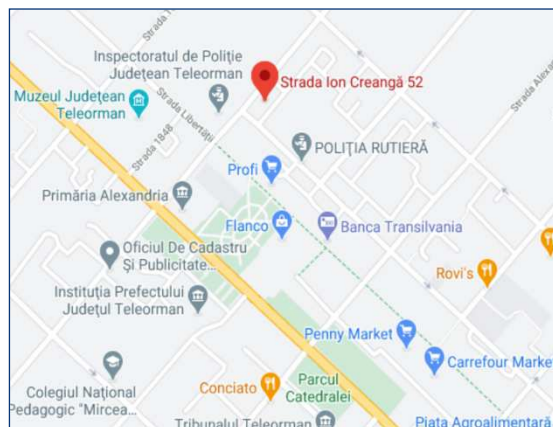 Strada 1848
Inspectoratul de Poliție
Județean Teleorman
Strada Ion Creangă 52
Muzeul Județean
Teleorman
Strada Libertății
Strada 1848
POLIȚIA RUTIERĂ
Profi
Primăria Alexandria
Flanco
Banca Transilvania
Oficiul De Cadastru
Și Publicitate...
Rovi's
Instituția Prefectului
Județul Teleorman
Penny Market
Carrefour Market
Colegiul Național
Pedagogic "Mircea...
Conciato
Parcul
Catedralei
Tribunalul Teleorman
Piața Agroalimentară